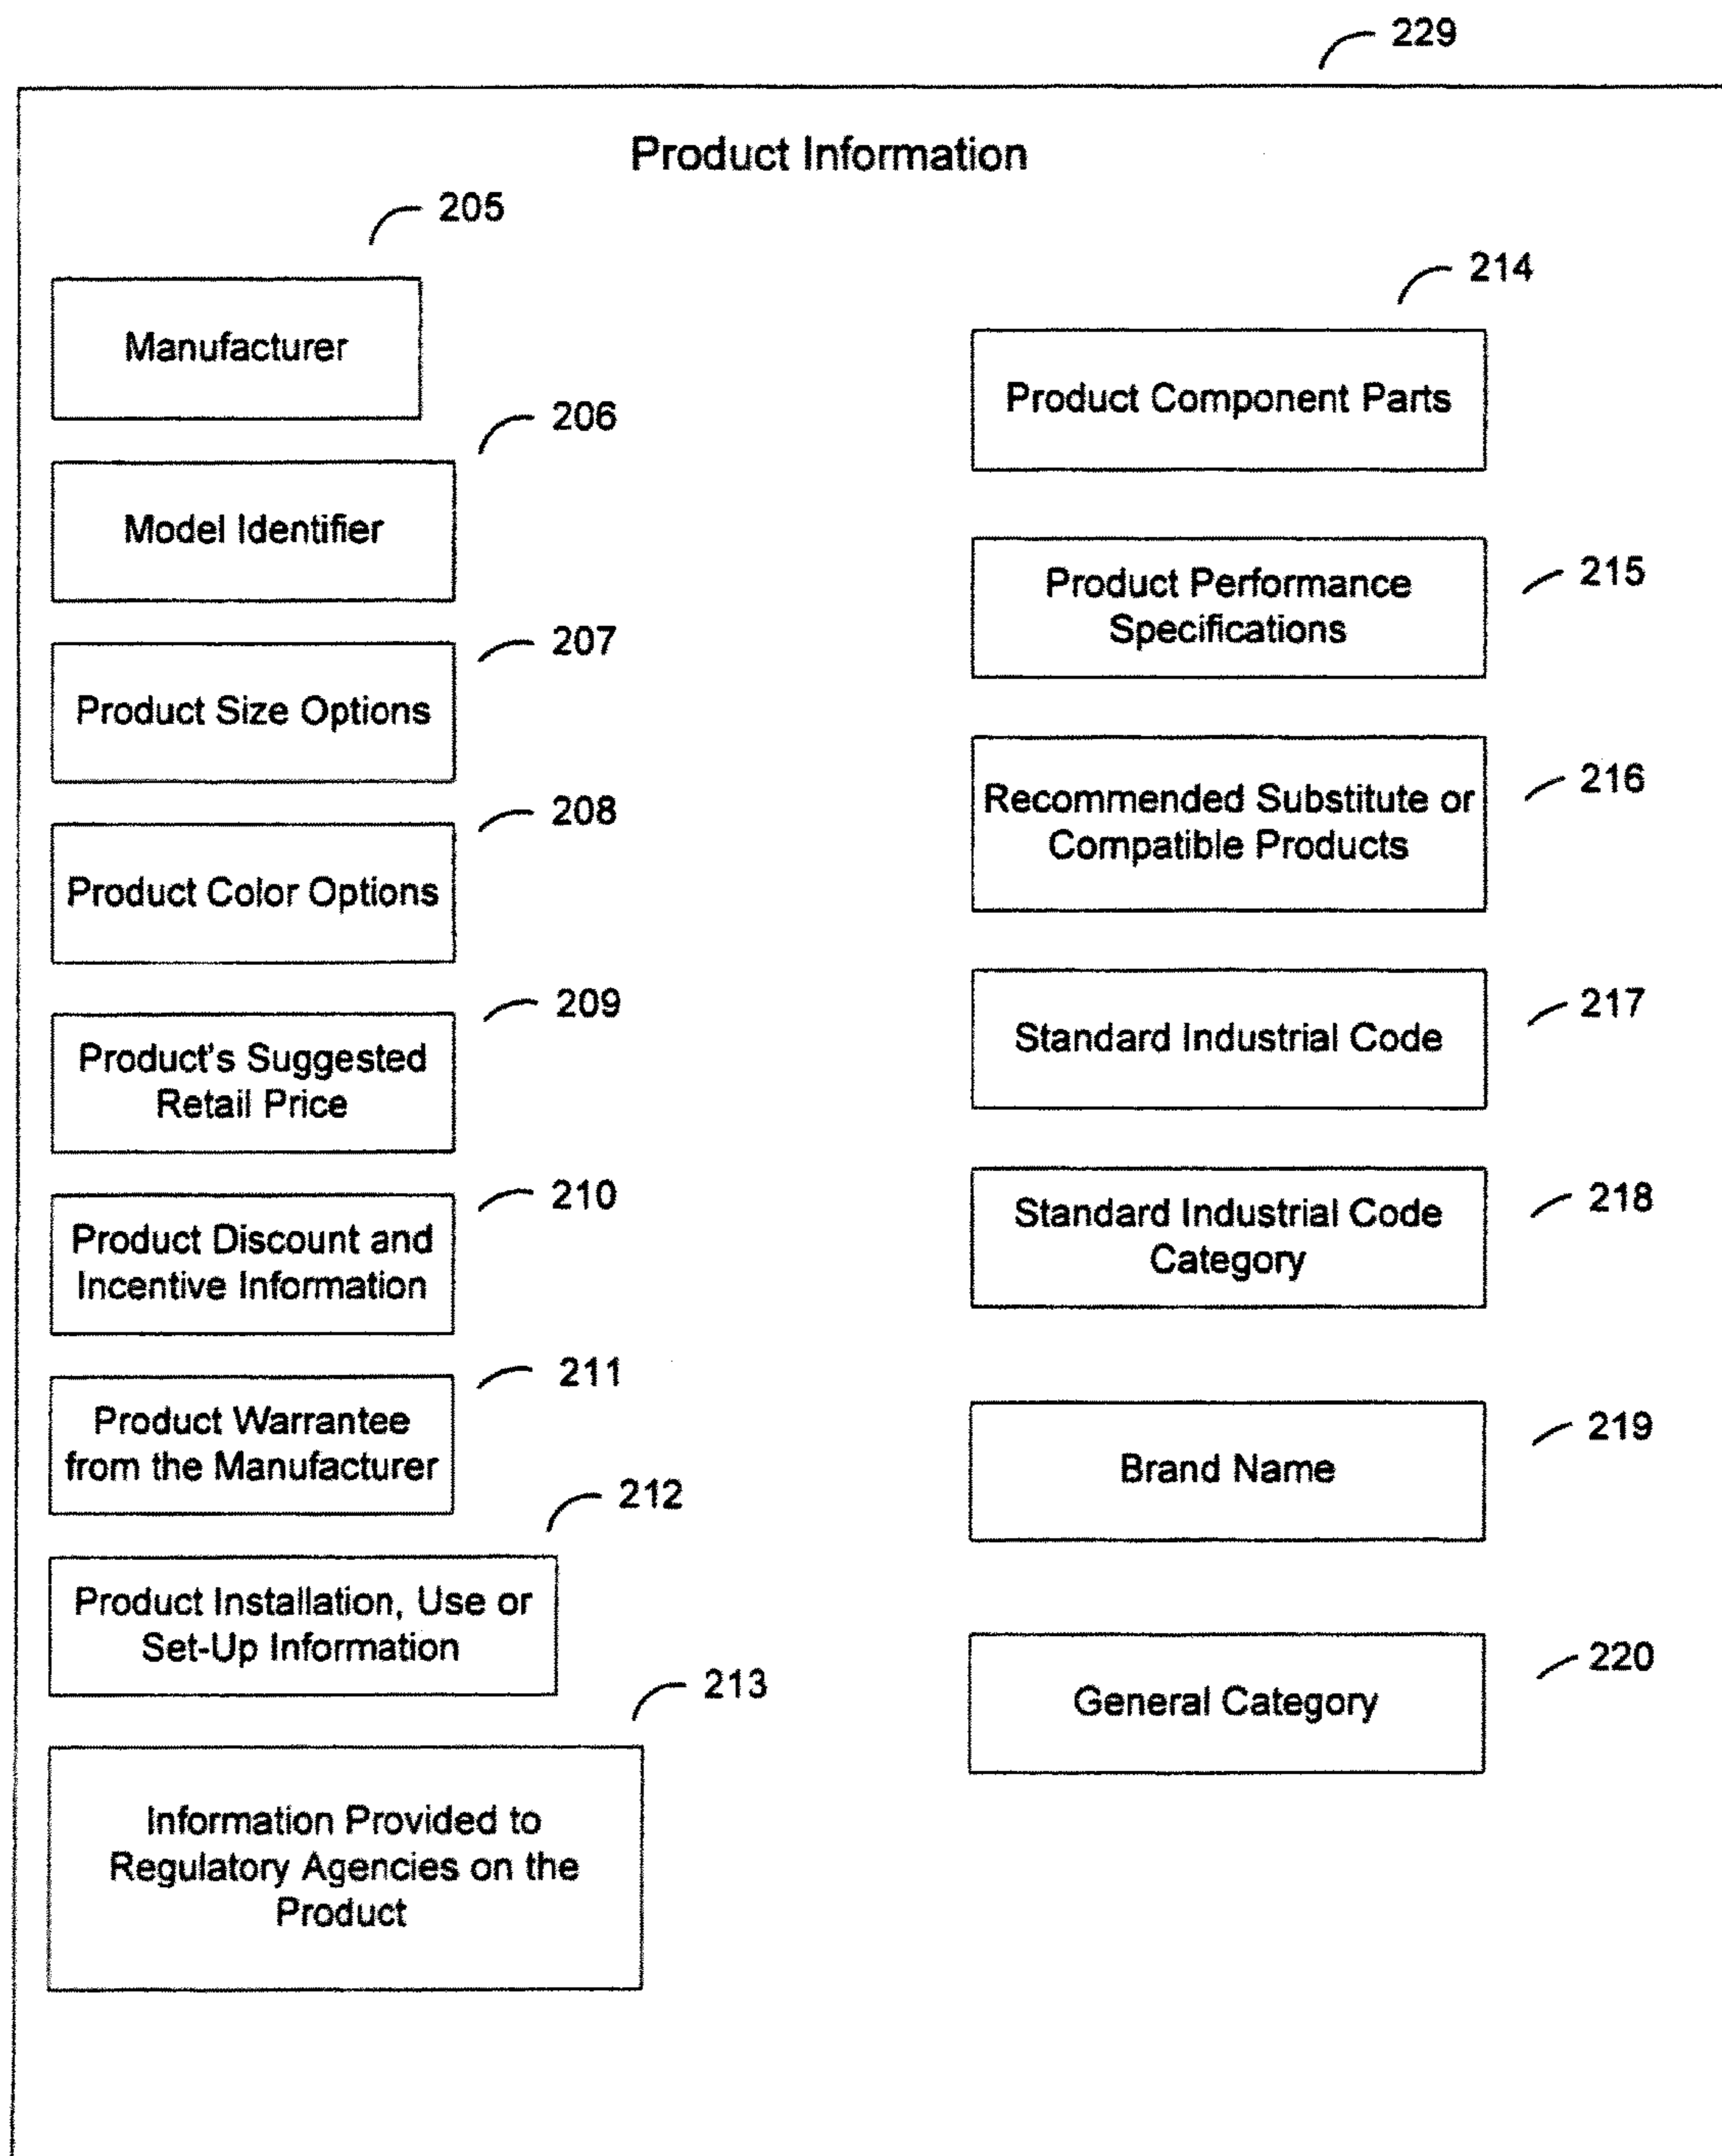 229
Product Information
205
Manufacturer
206
Model Identifier
207
Product Size Options
208
Product Color Options
209
Product's Suggested
Retail Price
210
Product Discount and
Incentive Information
211
Product Warrantee
from the Manufacturer
212
Product Installation, Use or
Set-Up Information
213
Information Provided to
Regulatory Agencies on the
Product
214
Product Component Parts
215
Product Performance
Specifications
216
Recommended Substitute or
Compatible Products
217
Standard Industrial Code
218
Standard Industrial Code
Category
219
Brand Name
220
General Category